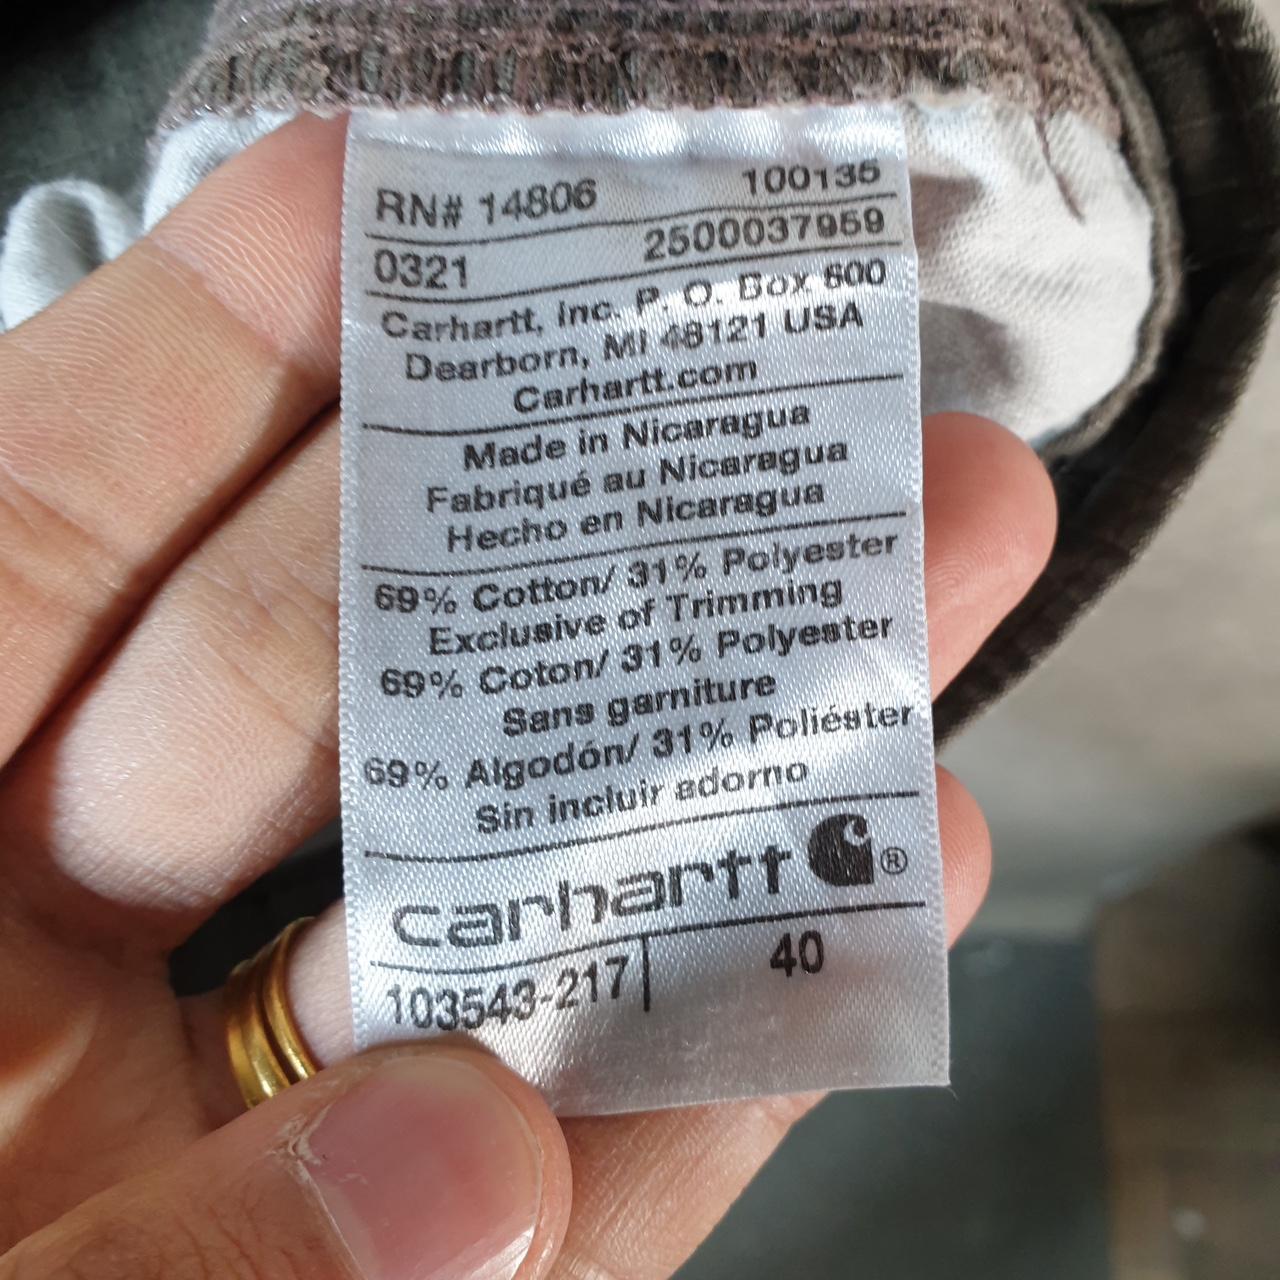 RN# 14806 100135
0321 2500037959
Carhartt, Inc. P. O. Box 600
Dearborn, MI 48121 USA
Carhartt.com
Made in Nicaragua
Fabriqué au Nicaragua
Hecho en Nicaragua
69% Cotton/ 31% Polyester
Exclusive of Trimming
69% Coton/ 31% Polyester
Sans garniture
69% Algodón/ 31% Poliéster
Sin incluir adorno
carhartt ®
103543-217 40